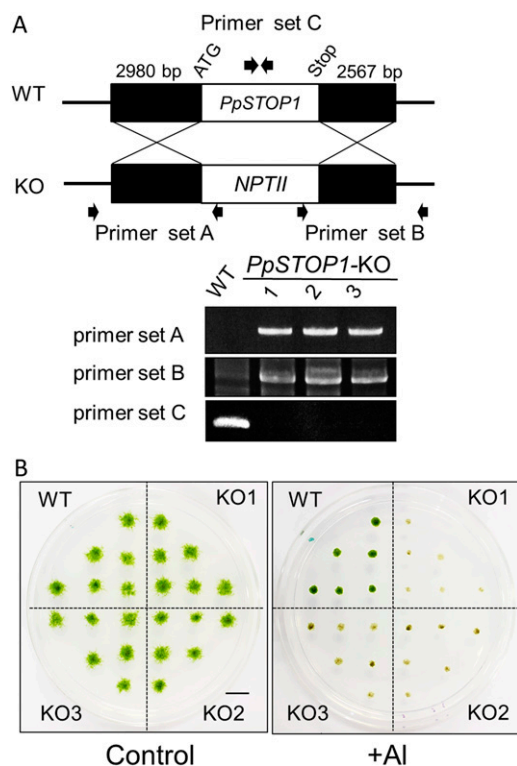 A
Primer set C
2980 bp ATG Stop 2567 bp
WT PpSTOP1
KO NPTII
Primer set A Primer set B
WT PpSTOP1-KO
1 2 3
primer set A
primer set B
primer set C
B
WT KO1 WT KO1
KO3 KO2 KO3 KO2
Control +Al